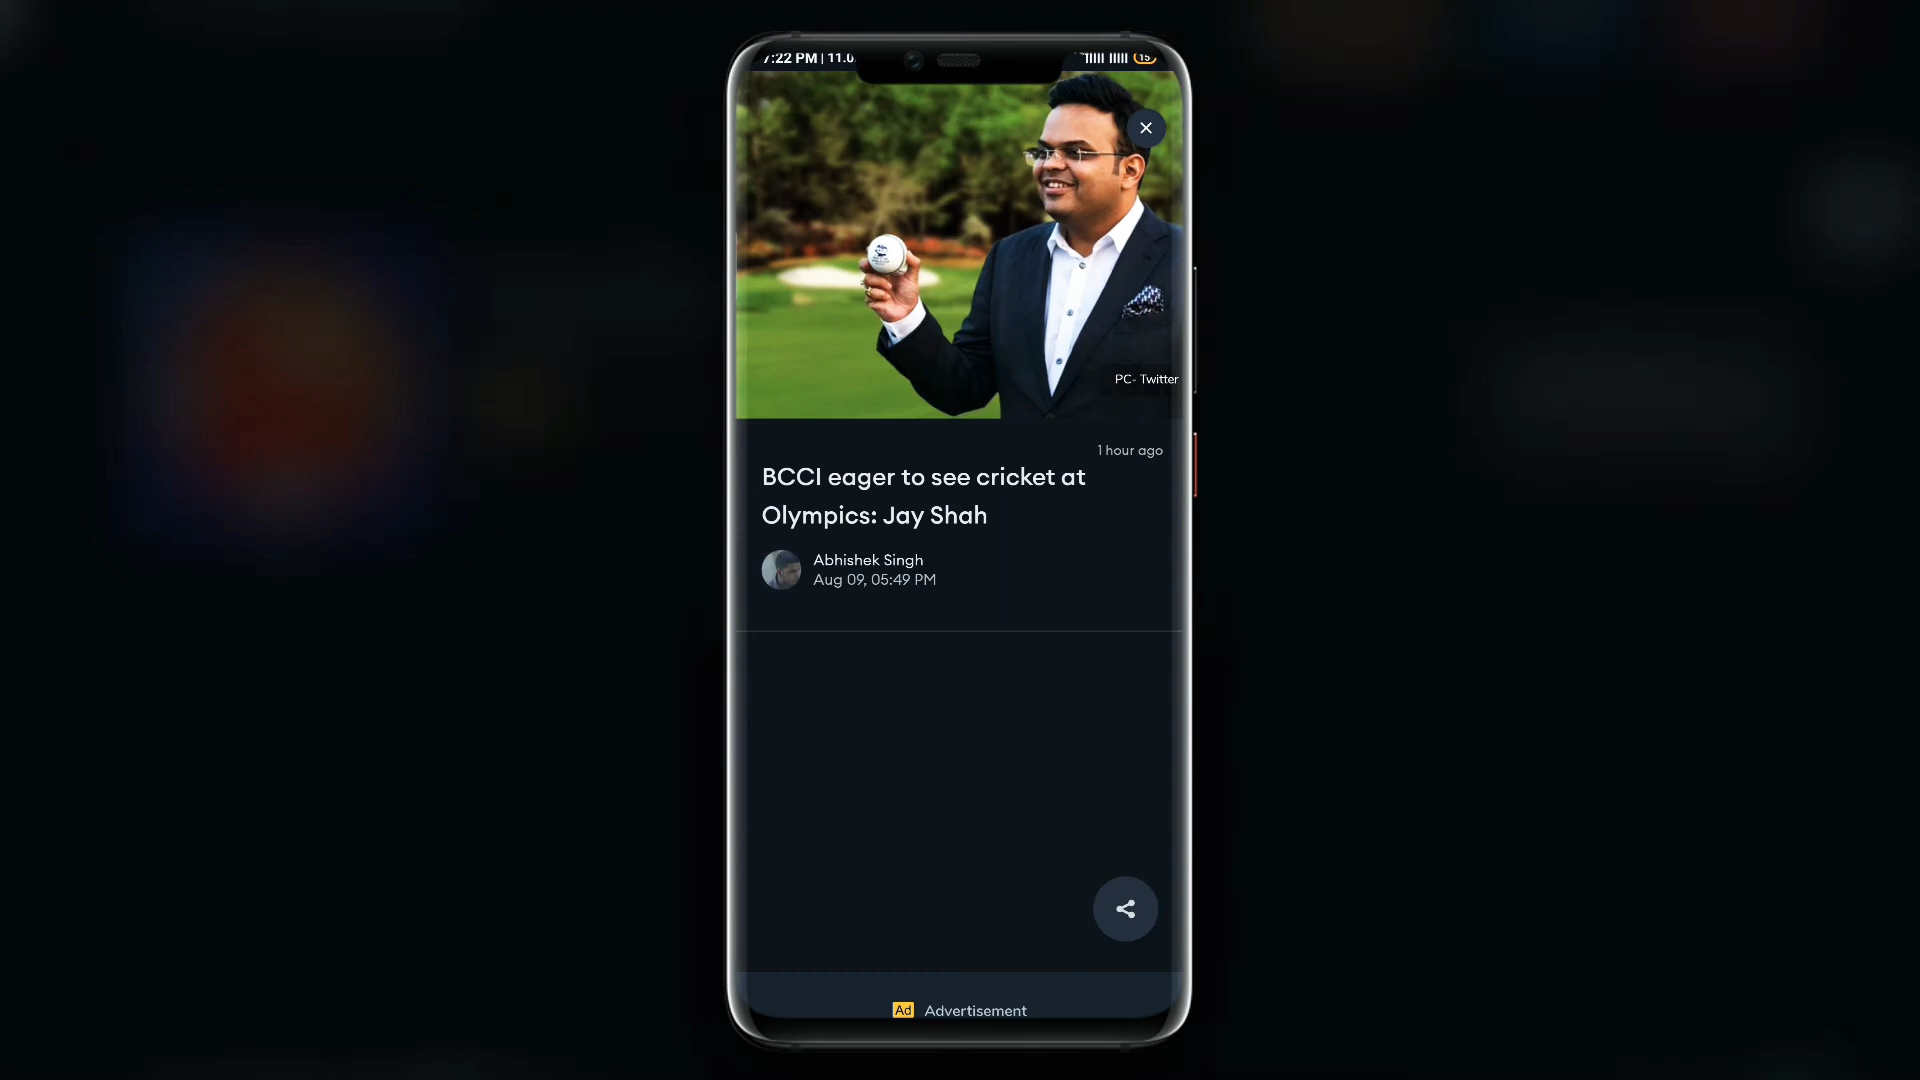 7:22 PM | 11.0
15
PC- Twitter
1 hour ago
BCCI eager to see cricket at
Olympics: Jay Shah
Abhishek Singh
Aug 09, 05:49 PM
Ad Advertisement